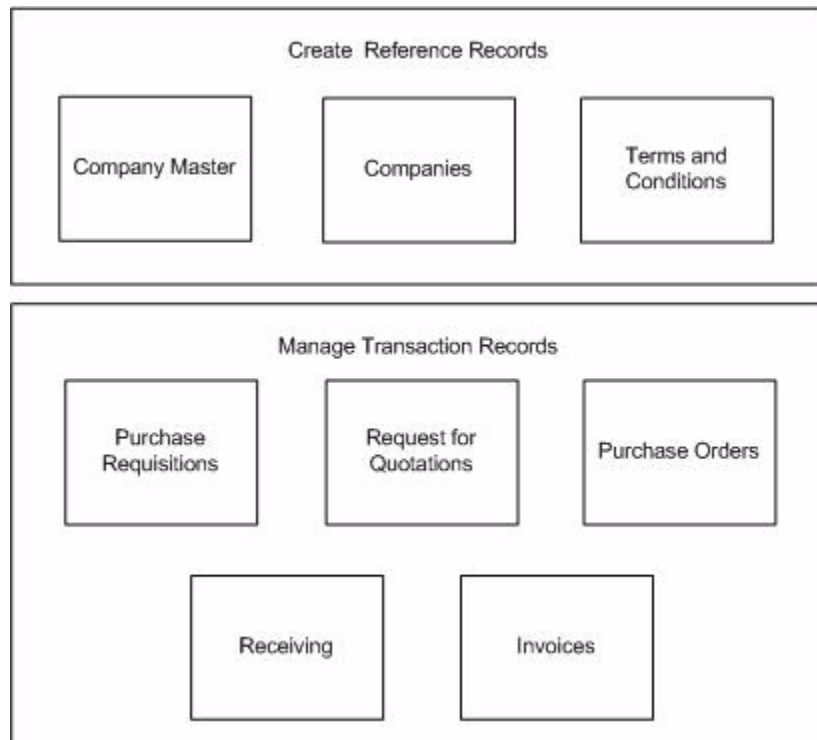 Create Reference Records
Company Master
Companies
Terms and
Conditions
Manage Transaction Records
Purchase
Requisitions
Request for
Quotations
Purchase Orders
Receiving
Invoices